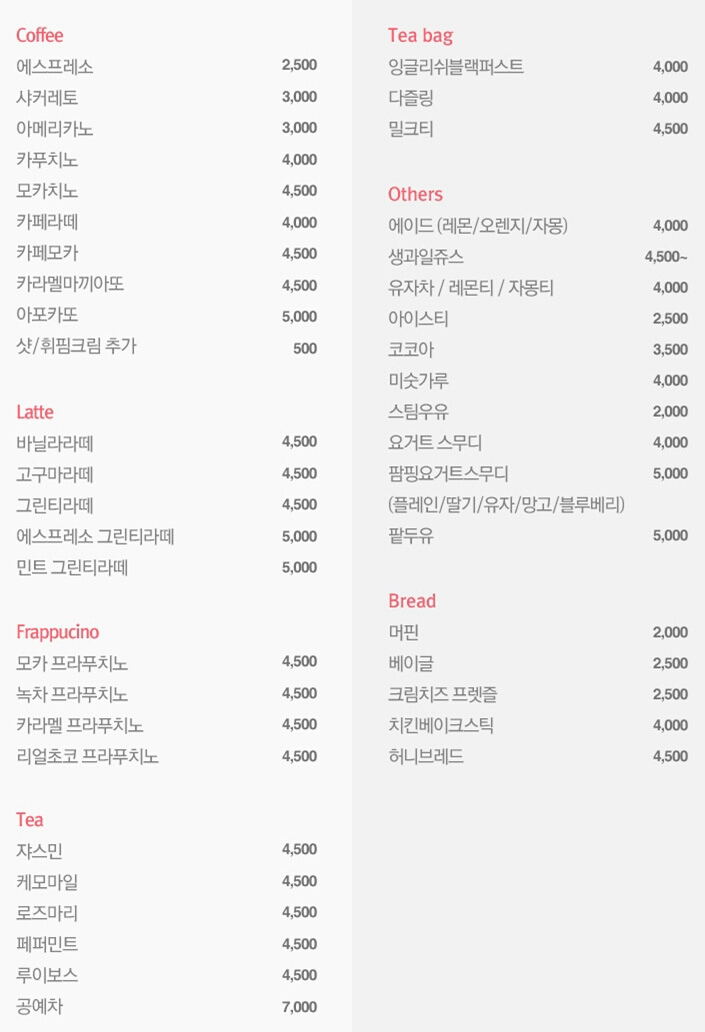 Coffee
에스프레소 2,500
샤커레토 3,000
아메리카노 3,000
카푸치노 4,000
모카치노 4,500
카페라떼 4,000
카페모카 4,500
카라멜마끼아또 4,500
아포카또 5,000
샷/휘핌크림 추가 500
Latte
바닐라라떼 4,500
고구마라떼 4,500
그린티라떼 4,500
에스프레소 그린티라떼 5,000
민트 그린티라떼 5,000
Frappucino
모카 프라푸치노 4,500
녹차 프라푸치노 4,500
카라멜 프라푸치노 4,500
리얼초코 프라푸치노 4,500
Tea
쟈스민 4,500
케모마일 4,500
로즈마리 4,500
페퍼민트 4,500
루이보스 4,500
공예차 7,000
Tea bag
잉글리쉬블랙퍼스트 4,000
다즐링 4,000
밀크티 4,500
Others
에이드 (레몬/오렌지/자몽) 4,000
생과일쥬스 4,500~
유자차 / 레몬티 / 자몽티 4,000
아이스티 2,500
코코아 3,500
미숫가루 4,000
스팀우유 2,000
요거트 스무디 4,000
팜핑요거트스무디 5,000
(플레인/딸기/유자/망고/블루베리)
팥두유 5,000
Bread
머핀 2,000
베이글 2,500
크림치즈 프렛즐 2,500
치킨베이크스틱 4,000
허니브레드 4,500